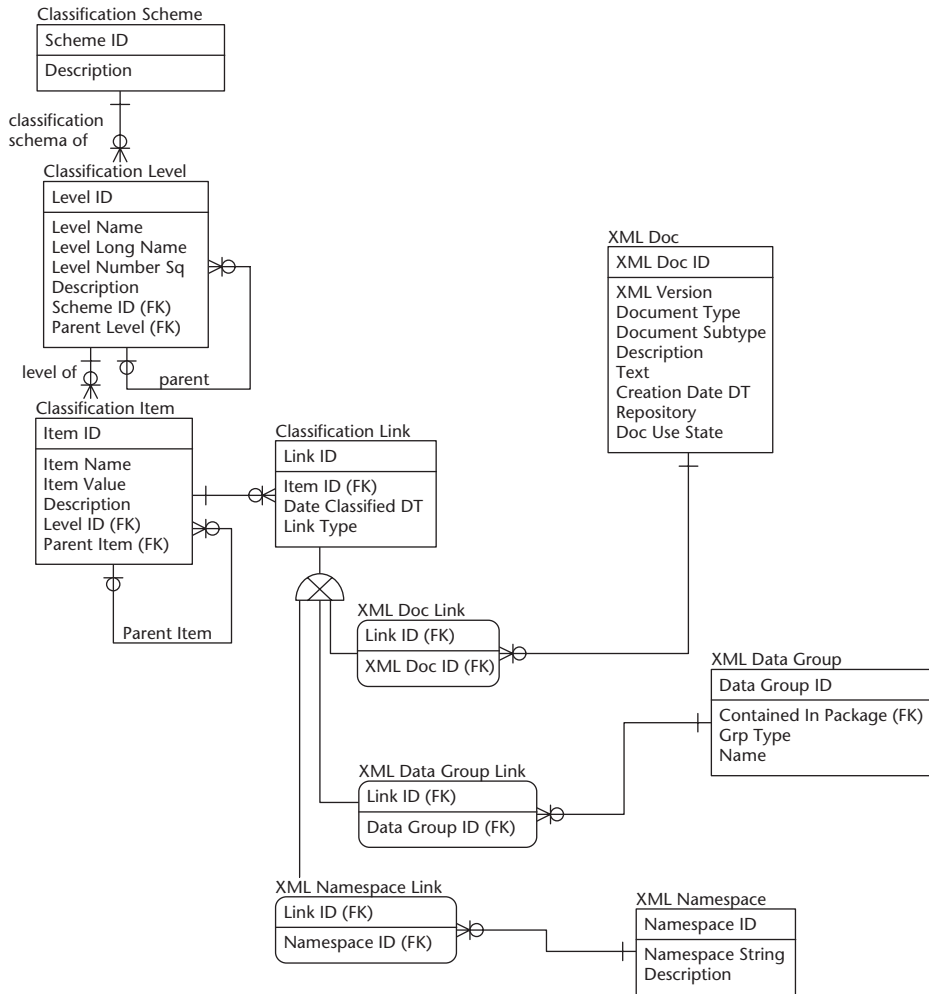 Classification Scheme
Scheme ID
Description
classification
schema of
Classification Level
Level ID
Level Name
Level Long Name
Level Number Sq
Description
Scheme ID (FK)
Parent Level (FK)
level of
parent
Classification Item
Item ID
Item Name
Item Value
Description
Level ID (FK)
Parent Item (FK)
Parent Item
Classification Link
Link ID
Item ID (FK)
Date Classified DT
Link Type
XML Doc
XML Doc ID
XML Version
Document Type
Document Subtype
Description
Text
Creation Date DT
Repository
Doc Use State
XML Doc Link
Link ID (FK)
XML Doc ID (FK)
XML Data Group
Data Group ID
Contained In Package (FK)
Grp Type
Name
XML Data Group Link
Link ID (FK)
Data Group ID (FK)
XML Namespace Link
Link ID (FK)
Namespace ID (FK)
XML Namespace
Namespace ID
Namespace String
Description